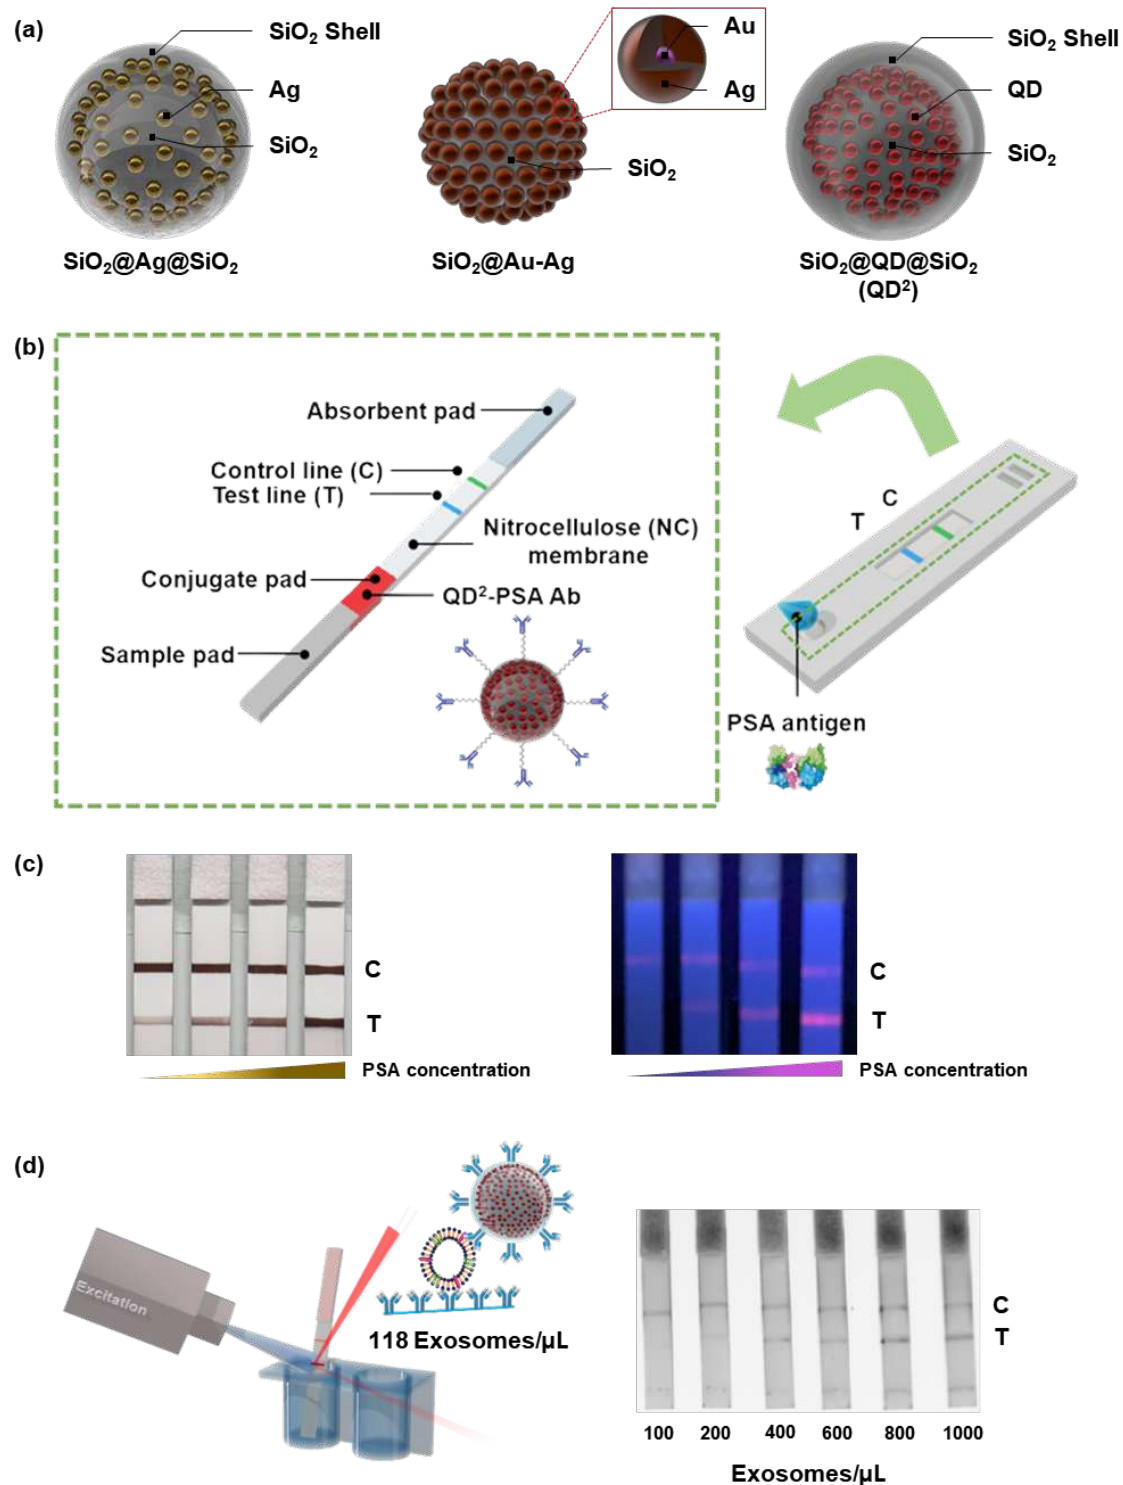 (a)
SiO₂ Shell
Ag
SiO₂
SiO₂@Ag@SiO₂
Au
Ag
SiO₂
SiO₂@Au-Ag
SiO₂ Shell
QD
SiO₂
SiO₂@QD@SiO₂
(QD²)
(b)
Absorbent pad
Control line (C)
Test line (T)
Nitrocellulose (NC)
membrane
Conjugate pad
QD²-PSA Ab
Sample pad
C
T
PSA antigen
(c)
C
T
PSA concentration
C
T
PSA concentration
(d)
Excitation
118 Exosomes/μL
C
T
100 200 400 600 800 1000
Exosomes/μL